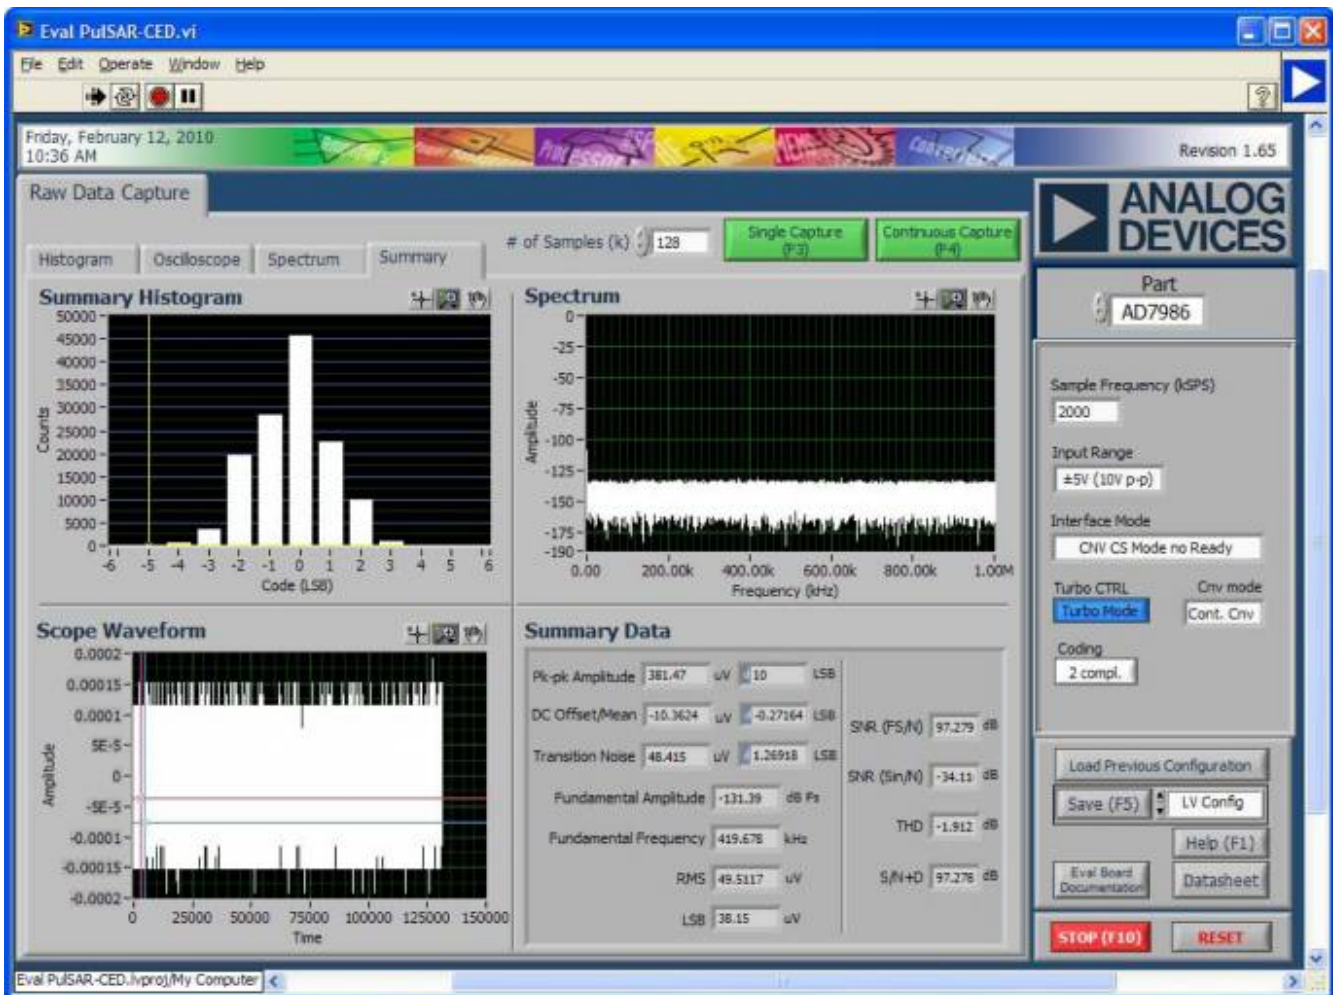 Eval PulSAR-CED.vi
File Edit Operate Window Help
Friday, February 12, 2010
10:36 AM
Processors
MEMS
Converters
Revision 1.65
Raw Data Capture
ANALOG
DEVICES
# of Samples (k) 128
Single Capture
(F3)
Continuous Capture
(F4)
Histogram Oscilloscope Spectrum Summary
Summary Histogram
50000
45000
40000
35000
30000
25000
20000
15000
10000
5000
0
Counts
-6 -5 -4 -3 -2 -1 0 1 2 3 4 5 6
Code (LSB)
Spectrum
0
-25
-50
-75
-100
-125
-150
-175
-190
Amplitude
0.00 200.00k 400.00k 600.00k 800.00k 1.00M
Frequency (kHz)
Scope Waveform
0.0002
0.00015
0.0001
5E-5
0
-5E-5
-0.0001
-0.00015
-0.0002
Amplitude
0 25000 50000 75000 100000 125000 150000
Time
Summary Data
Pk-pk Amplitude 381.47 uV 10 LSB
DC Offset/Mean -10.3624 uV -0.27164 LSB
Transition Noise 48.415 uV 1.26918 LSB
Fundamental Amplitude -131.39 dB Fs
Fundamental Frequency 419.678 kHz
RMS 49.5117 uV
LSB 38.15 uV
SNR (FS/N) 97.279 dB
SNR (Sin/N) -34.11 dB
THD -1.912 dB
S/N+D 97.278 dB
Part
AD7986
Sample Frequency (kSPS)
2000
Input Range
±5V (10V p-p)
Interface Mode
CNV CS Mode no Ready
Turbo CTRL Cnv mode
Turbo Mode Cont. Cnv
Coding
2 compl.
Load Previous Configuration
Save (F5) LV Config
Help (F1)
Eval Board
Documentation
Datasheet
STOP (F10) RESET
Eval PulSAR-CED.lvproj/My Computer